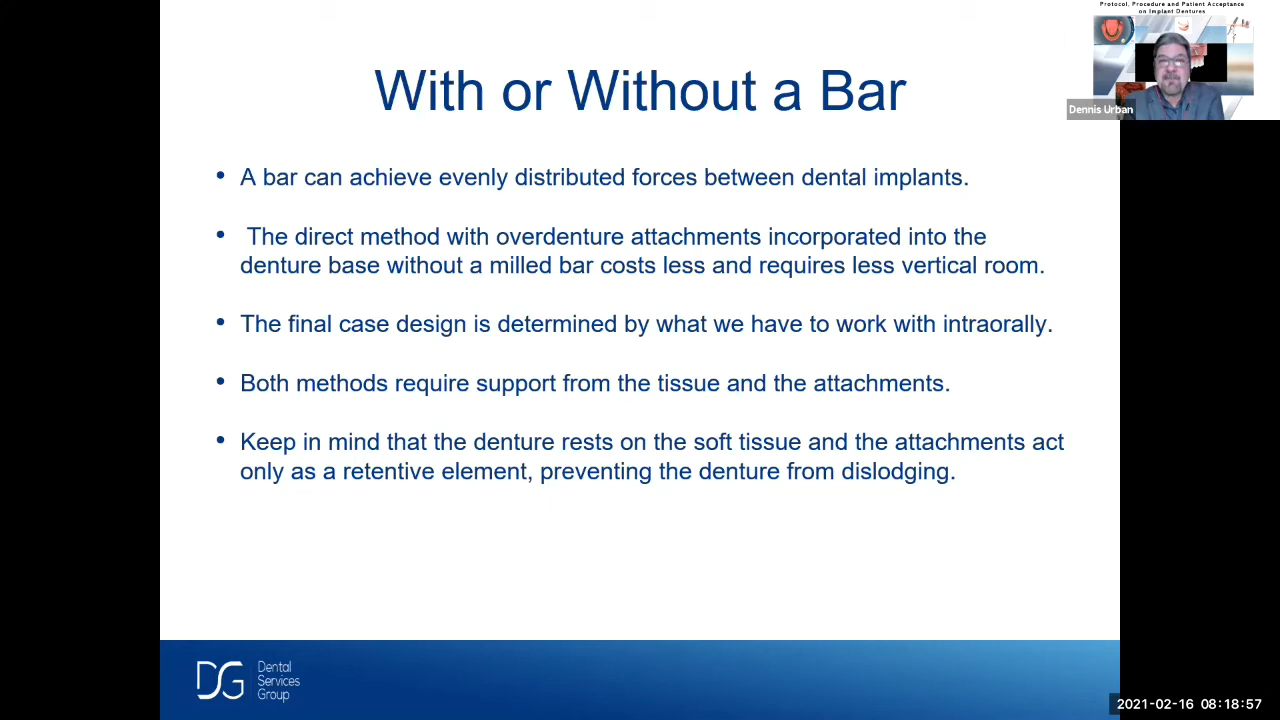 Protocol, Procedure and Patient Acceptance
on Implant Dentures
Dennis Urban
With or Without a Bar
• A bar can achieve evenly distributed forces between dental implants.
• The direct method with overdenture attachments incorporated into the
denture base without a milled bar costs less and requires less vertical room.
• The final case design is determined by what we have to work with intraorally.
• Both methods require support from the tissue and the attachments.
• Keep in mind that the denture rests on the soft tissue and the attachments act
only as a retentive element, preventing the denture from dislodging.
DG
Dental
Services
Group
2021-02-16 08:18:57